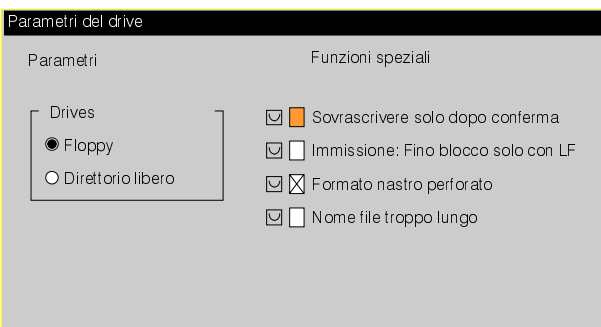 Parametri del drive
Parametri
Funzioni speziali
Drives
Floppy
Direttorio libero
Sovrascrivere solo dopo conferma
Immissione: Fino blocco solo con LF
Formato nastro perforato
Nome file troppo lungo